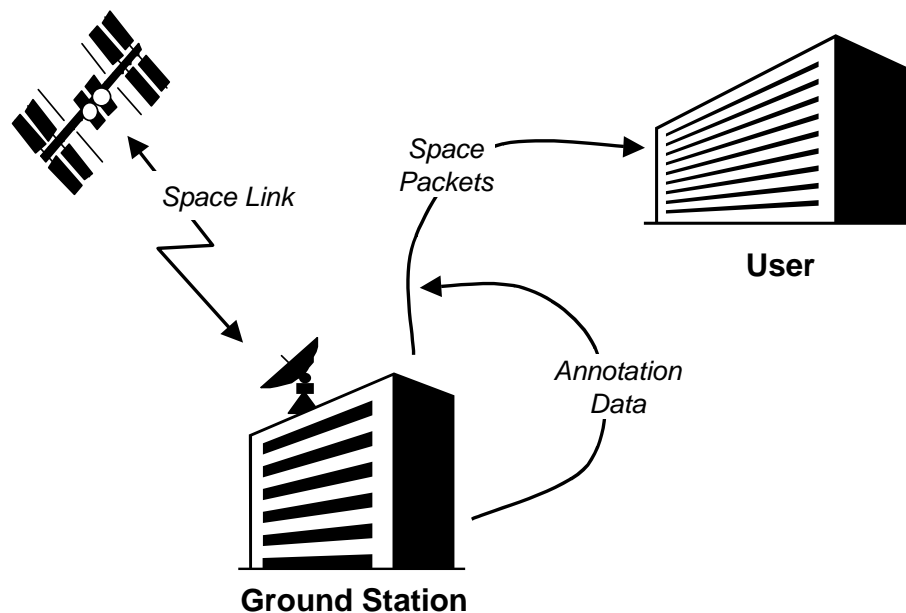 Space Link
Space
Packets
User
Annotation
Data
Ground Station